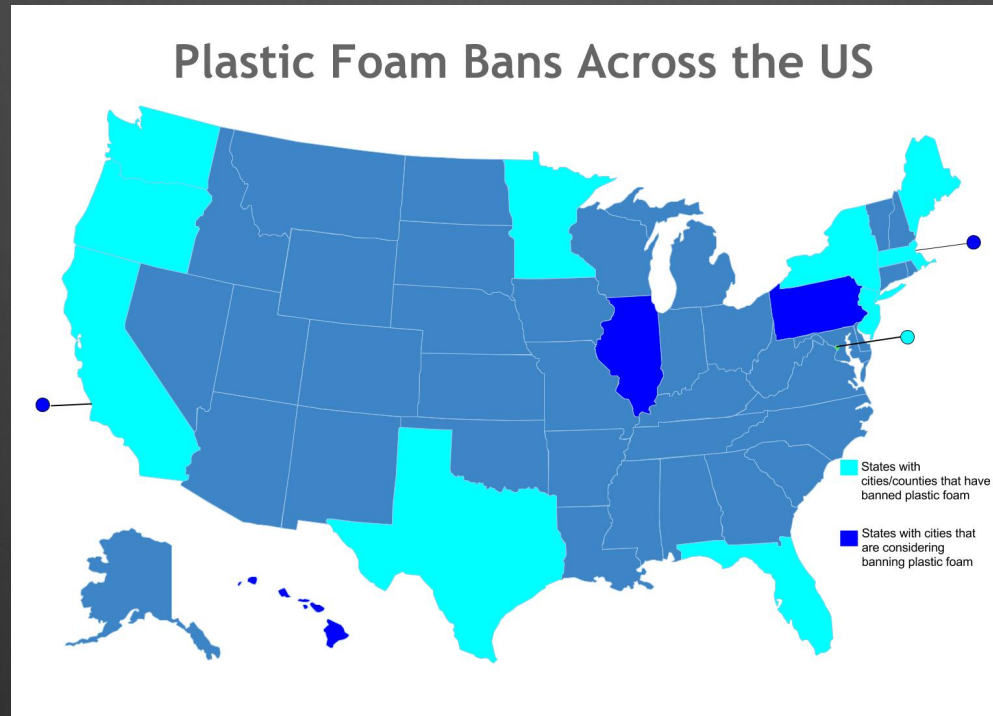 Plastic Foam Bans Across the US
States with
cities/counties that have
banned plastic foam
States with cities that
are considering
banning plastic foam